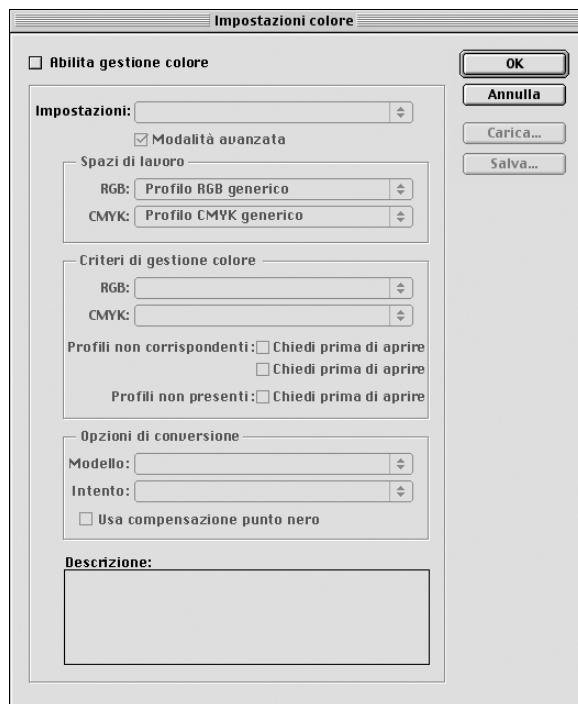 Impostazioni colore
Abilita gestione colore
OK
Annulla
Carica...
Salva...
Impostazioni:
Modalità avanzata
Spazi di lavoro
RGB: Profilo RGB generico
CMYK: Profilo CMYK generico
Criteri di gestione colore
RGB:
CMYK:
Profili non corrispondenti: Chiedi prima di aprire
Chiedi prima di aprire
Profili non presenti: Chiedi prima di aprire
Opzioni di conversione
Modello:
Intento:
Usa compensazione punto nero
Descrizione: